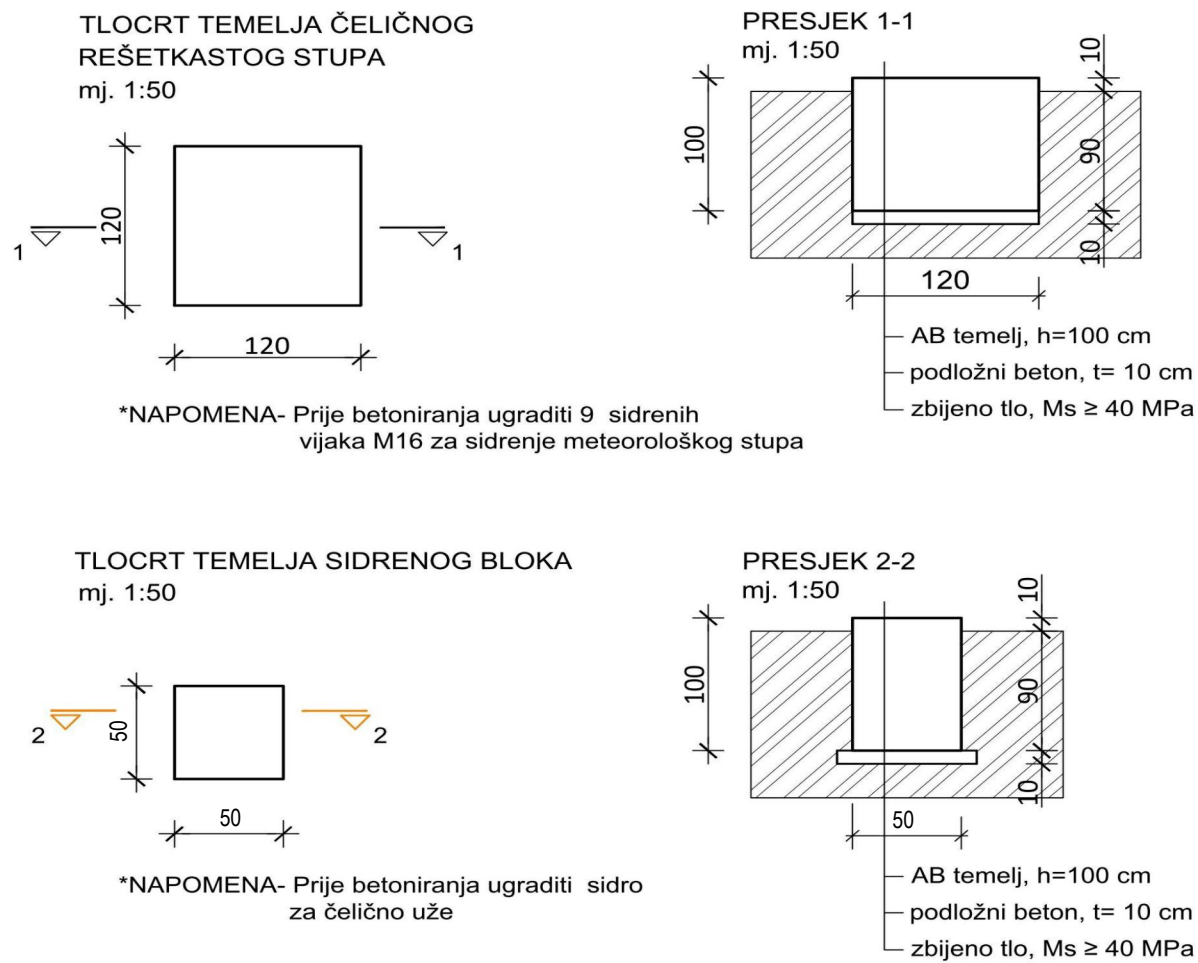 TLOCRT TEMELJA ČELIČNOG
REŠETKASTOG STUPA
mj. 1:50
120
1
1
120
*NAPOMENA- Prije betoniranja ugraditi 9 sidrenih
vijaka M16 za sidrenje meteorološkog stupa
PRESJEK 1-1
mj. 1:50
10
100
90
10
120
AB temelj, h=100 cm
podložni beton, t= 10 cm
zbijeno tlo, Ms ≥ 40 MPa
TLOCRT TEMELJA SIDRENOG BLOKA
mj. 1:50
50
2
2
50
*NAPOMENA- Prije betoniranja ugraditi sidro
za čelično uže
PRESJEK 2-2
mj. 1:50
10
100
90
10
50
AB temelj, h=100 cm
podložni beton, t= 10 cm
zbijeno tlo, Ms ≥ 40 MPa